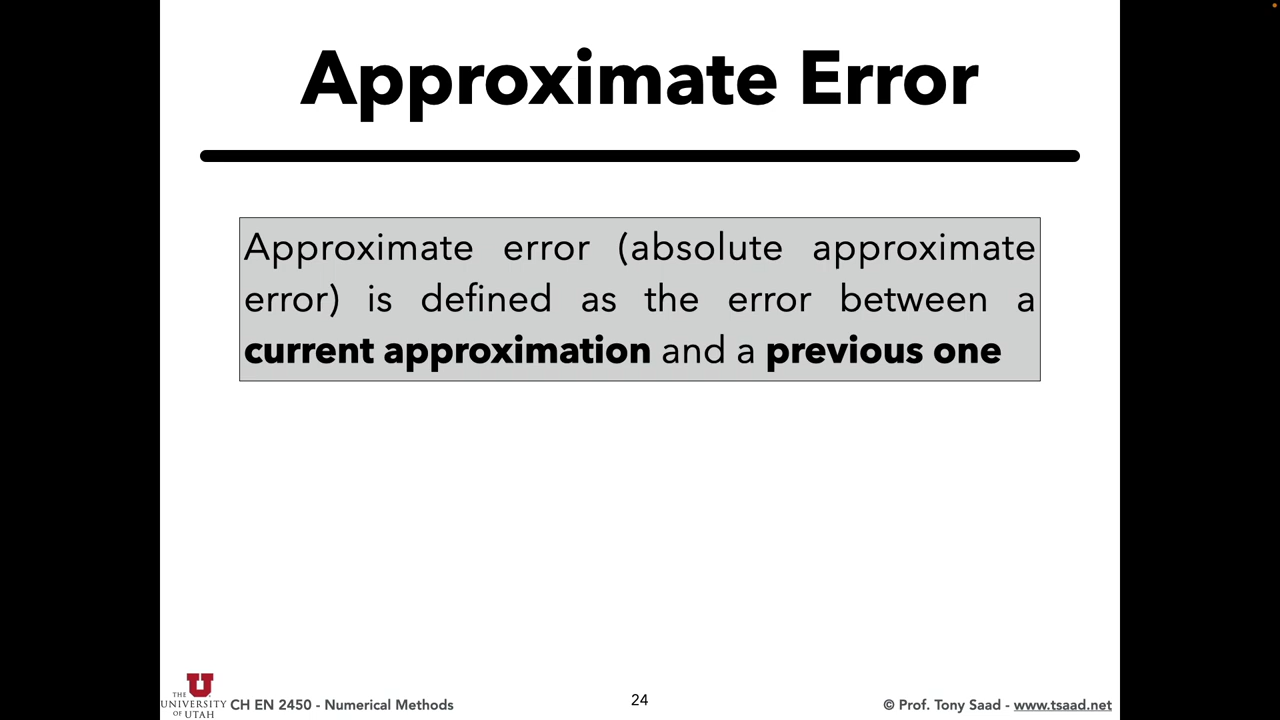 Approximate Error
Approximate error (absolute approximate
error) is defined as the error between a
current approximation and a previous one
THE
UNIVERSITY
OF UTAH
CH EN 2450 - Numerical Methods
24
© Prof. Tony Saad - www.tsaad.net